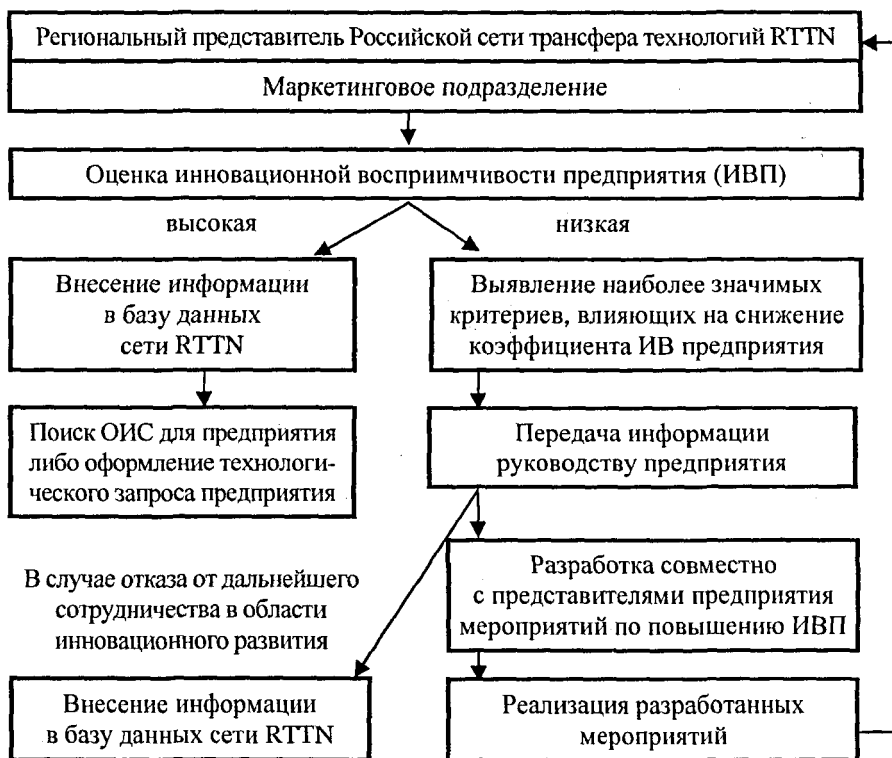 Региональный представитель Российской сети трансфера технологий RTTN
Маркетинговое подразделение
Оценка инновационной восприимчивости предприятия (ИВП)
высокая
низкая
Внесение информации
в базу данных
сети RTTN
Выявление наиболее значимых
критериев, влияющих на снижение
коэффициента ИВ предприятия
Поиск ОИС для предприятия
либо оформление технологи-
ческого запроса предприятия
Передача информации
руководству предприятия
В случае отказа от дальнейшего
сотрудничества в области
инновационного развития
Разработка совместно
с представителями предприятия
мероприятий по повышению ИВП
Внесение информации
в базу данных сети RTTN
Реализация разработанных
мероприятий